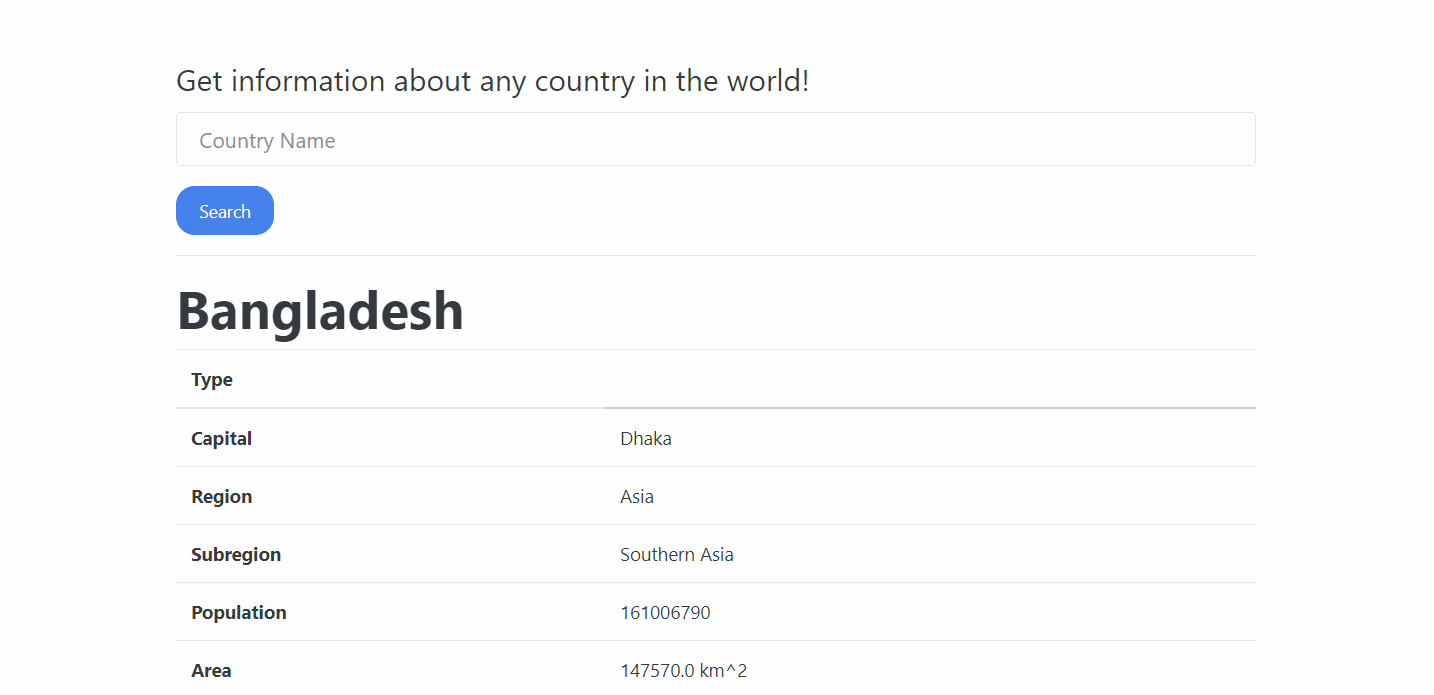 Get information about any country in the world!
Country Name
Search
Bangladesh
Type
Capital Dhaka
Region Asia
Subregion Southern Asia
Population 161006790
Area 147570.0 km^2